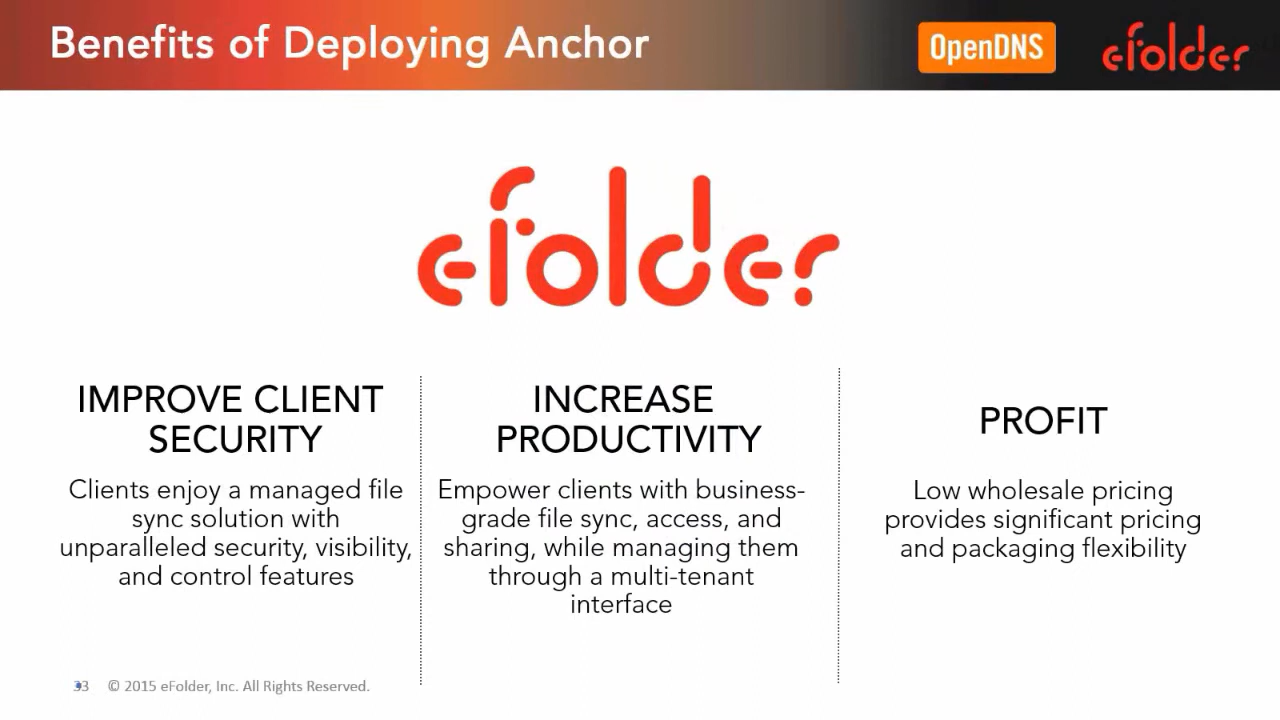 Benefits of Deploying Anchor
OpenDNS
eFolder
eFolder
IMPROVE CLIENT
SECURITY
Clients enjoy a managed file
sync solution with
unparalleled security, visibility,
and control features
INCREASE
PRODUCTIVITY
Empower clients with business-
grade file sync, access, and
sharing, while managing them
through a multi-tenant
interface
PROFIT
Low wholesale pricing
provides significant pricing
and packaging flexibility
33 © 2015 eFolder, Inc. All Rights Reserved.